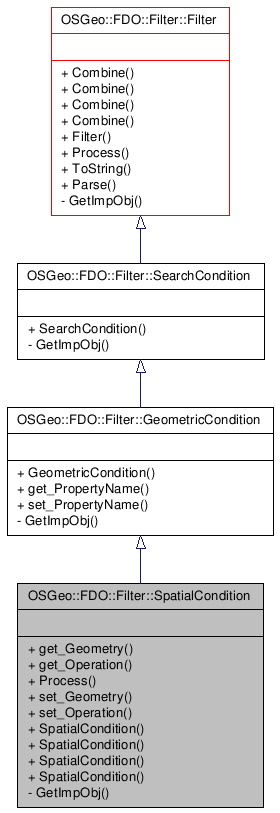 OSGeo::FDO::Filter::Filter
+ Combine()
+ Combine()
+ Combine()
+ Combine()
+ Filter()
+ Process()
+ ToString()
+ Parse()
- GetImpObj()
OSGeo::FDO::Filter::SearchCondition
+ SearchCondition()
- GetImpObj()
OSGeo::FDO::Filter::GeometricCondition
+ GeometricCondition()
+ get_PropertyName()
+ set_PropertyName()
- GetImpObj()
OSGeo::FDO::Filter::SpatialCondition
+ get_Geometry()
+ get_Operation()
+ Process()
+ set_Geometry()
+ set_Operation()
+ SpatialCondition()
+ SpatialCondition()
+ SpatialCondition()
+ SpatialCondition()
- GetImpObj()